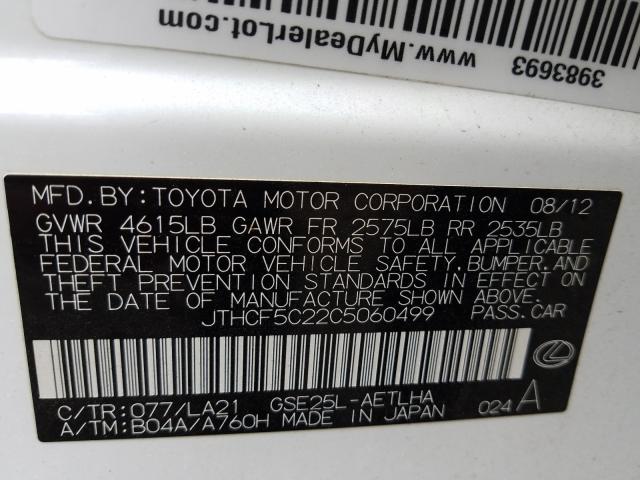 3983693
www.MyDealerLot.com
MFD. BY: TOYOTA MOTOR CORPORATION 08/12
GVWR 4615LB GAWR FR 2575LB RR 2535LB
THIS VEHICLE CONFORMS TO ALL APPLICABLE
FEDERAL MOTOR VEHICLE SAFETY, BUMPER, AND
THEFT PREVENTION STANDARDS IN EFFECT ON
THE DATE OF MANUFACTURE SHOWN ABOVE.
JTHCF5C22C5060499 PASS. CAR
C/TR: 077/LA21 GSE25L-AETLHA
A/TM: B04A/A760H MADE IN JAPAN 024 A